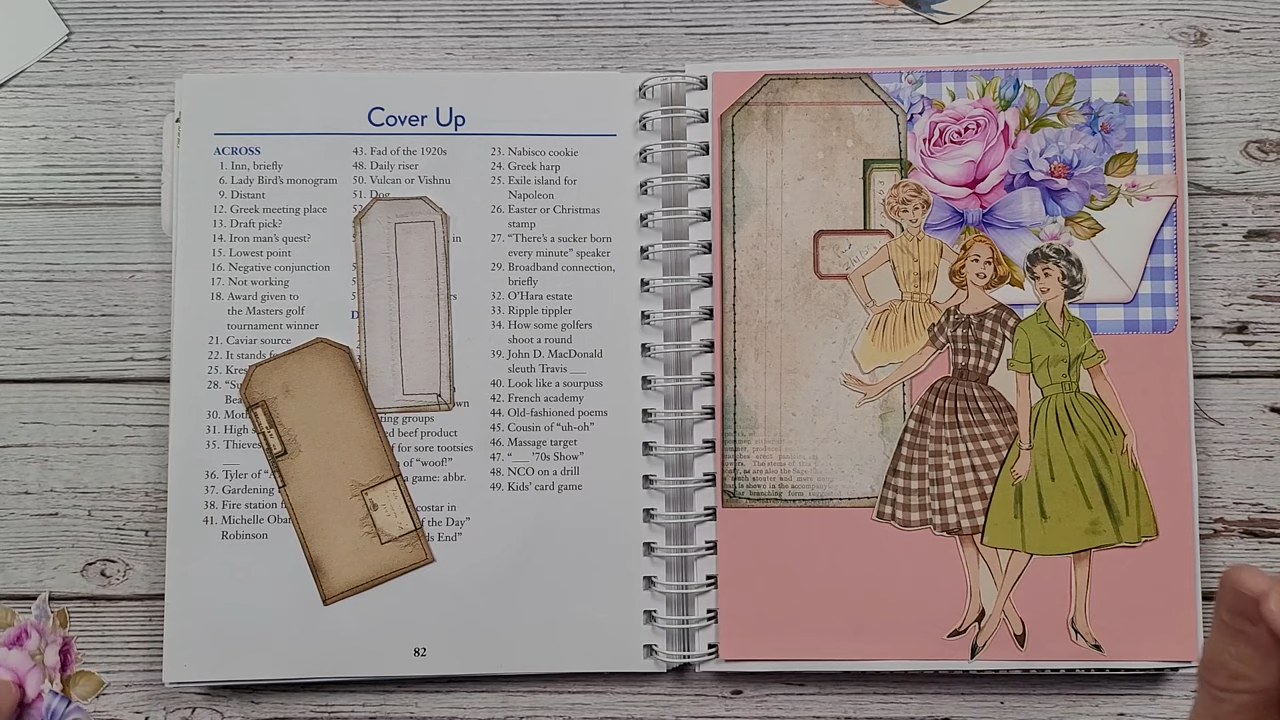 Cover Up
ACROSS
1. Inn, briefly
6. Lady Bird's monogram
9. Distant
12. Greek meeting place
13. Draft pick?
14. Iron man's quest?
15. Lowest point
16. Negative conjunction
17. Not working
18. Award given to
the Masters golf
tournament winner
21. Caviar source
22. It stands
25.
28.
30.
31. High
35. Thieves'
36. Tyler of
37. Gardening
38. Fire station
41. Michelle
Robinson
43. Fad of the 1920s
48. Daily riser
50. Vulcan or Vishnu
51. Dog
in
ting groups
beef product
for sore tootsies
of "woof!"
a game: abbr.
costar in
of the Day"
Ends End"
23. Nabisco cookie
24. Greek harp
25. Exile island for
Napoleon
26. Easter or Christmas
stamp
27. "There's a sucker born
every minute" speaker
29. Broadband connection,
briefly
32. O'Hara estate
33. Ripple tippler
34. How some golfers
shoot a round
39. John D. MacDonald
sleuth Travis ___
40. Look like a sourpuss
42. French academy
44. Old-fashioned poems
45. Cousin of "uh-oh"
46. Massage target
47. "___ '70s Show"
48. NCO on a drill
49. Kids' card game
82